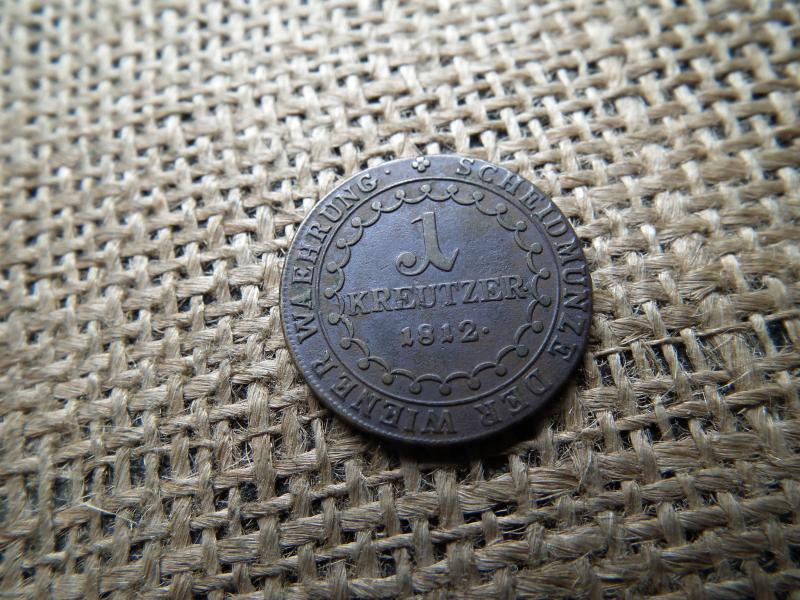 SCHEIDMÜNZE DER WIENER WAEHRUNG.
1
KREUTZER
1812.